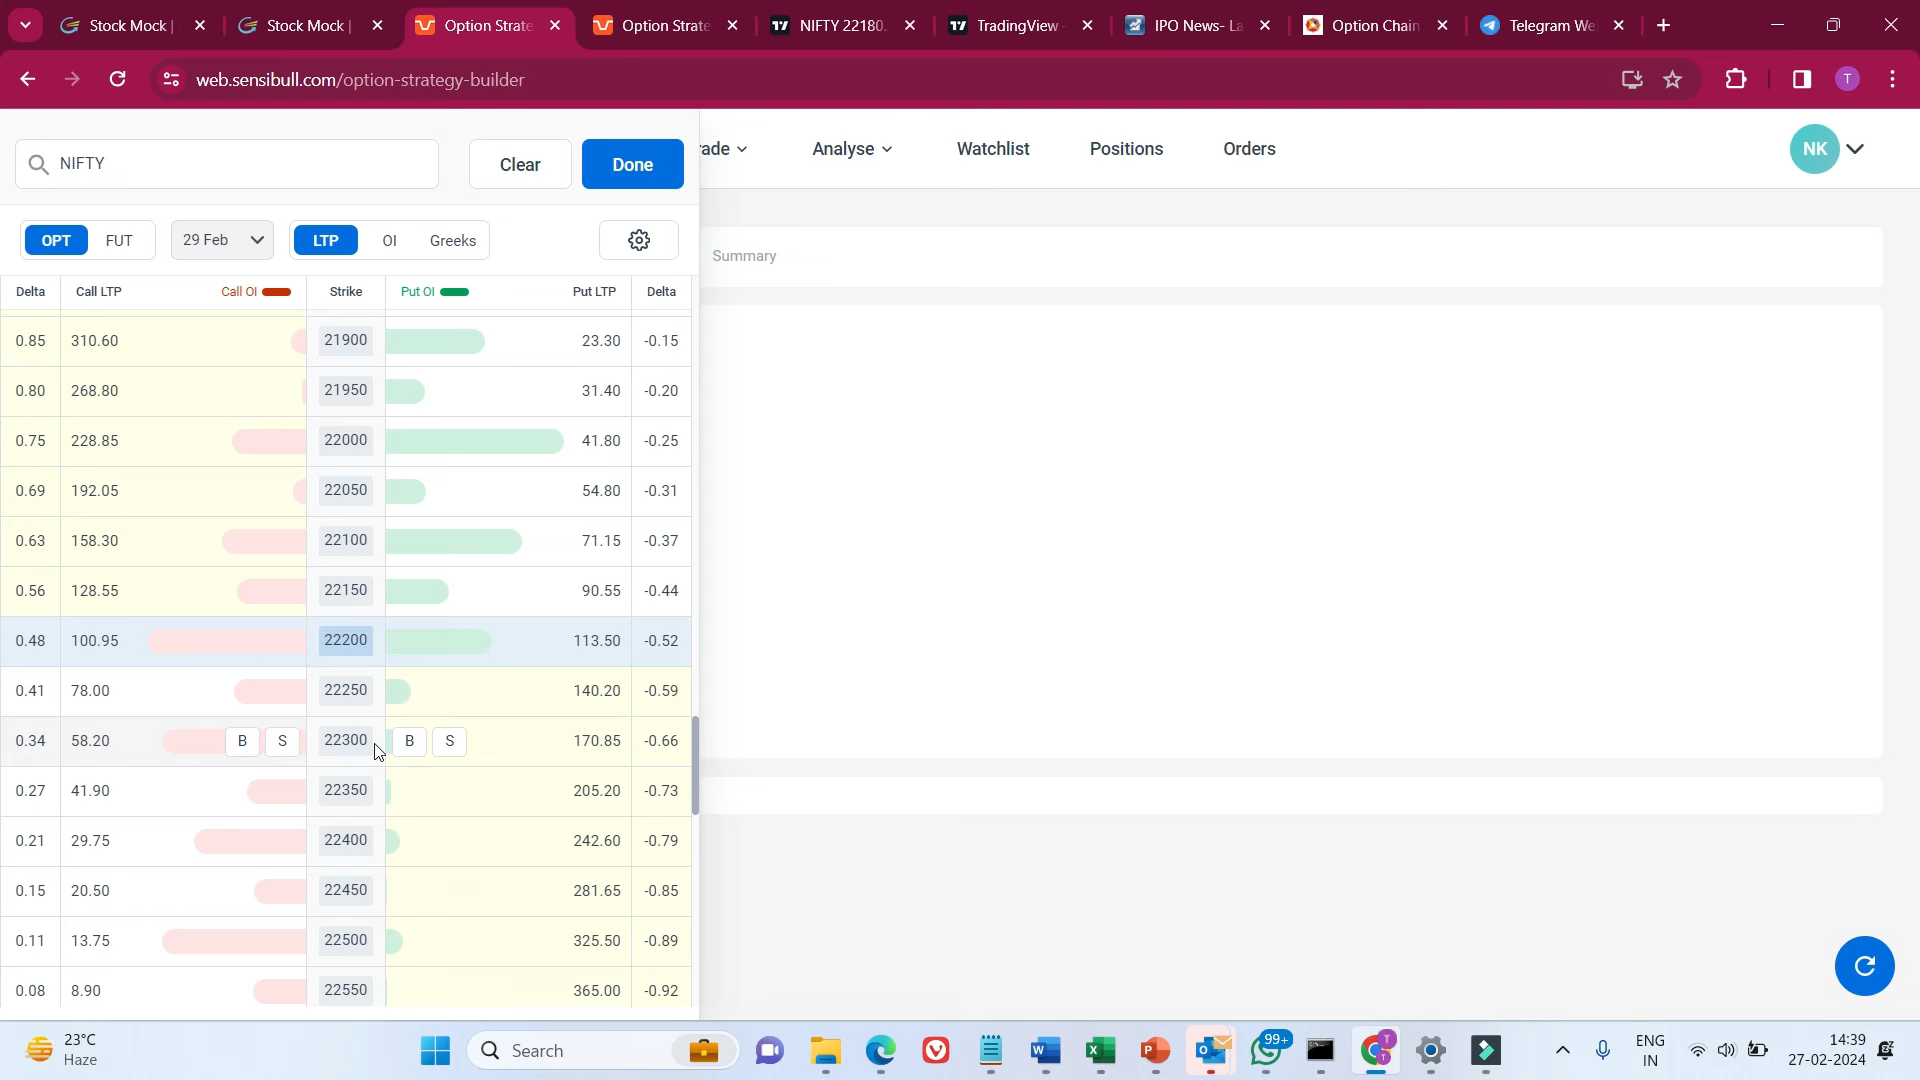 Stock Mock |
Stock Mock |
Option Strate
Option Strate
NIFTY 22180.
TradingView -
IPO News- La
Option Chain
Telegram We
web.sensibull.com/option-strategy-builder
T
NIFTY
Clear
Done
rade
Analyse
Watchlist
Positions
Orders
NK
OPT
FUT
29 Feb
LTP
OI
Greeks
Summary
Delta
Call LTP
Call OI
Strike
Put OI
Put LTP
Delta
0.85 310.60 21900 23.30 -0.15
0.80 268.80 21950 31.40 -0.20
0.75 228.85 22000 41.80 -0.25
0.69 192.05 22050 54.80 -0.31
0.63 158.30 22100 71.15 -0.37
0.56 128.55 22150 90.55 -0.44
0.48 100.95 22200 113.50 -0.52
0.41 78.00 22250 140.20 -0.59
0.34 58.20 B S 22300 B S 170.85 -0.66
0.27 41.90 22350 205.20 -0.73
0.21 29.75 22400 242.60 -0.79
0.15 20.50 22450 281.65 -0.85
0.11 13.75 22500 325.50 -0.89
0.08 8.90 22550 365.00 -0.92
23°C
Haze
Search
99+
ENG
IN
14:39
27-02-2024